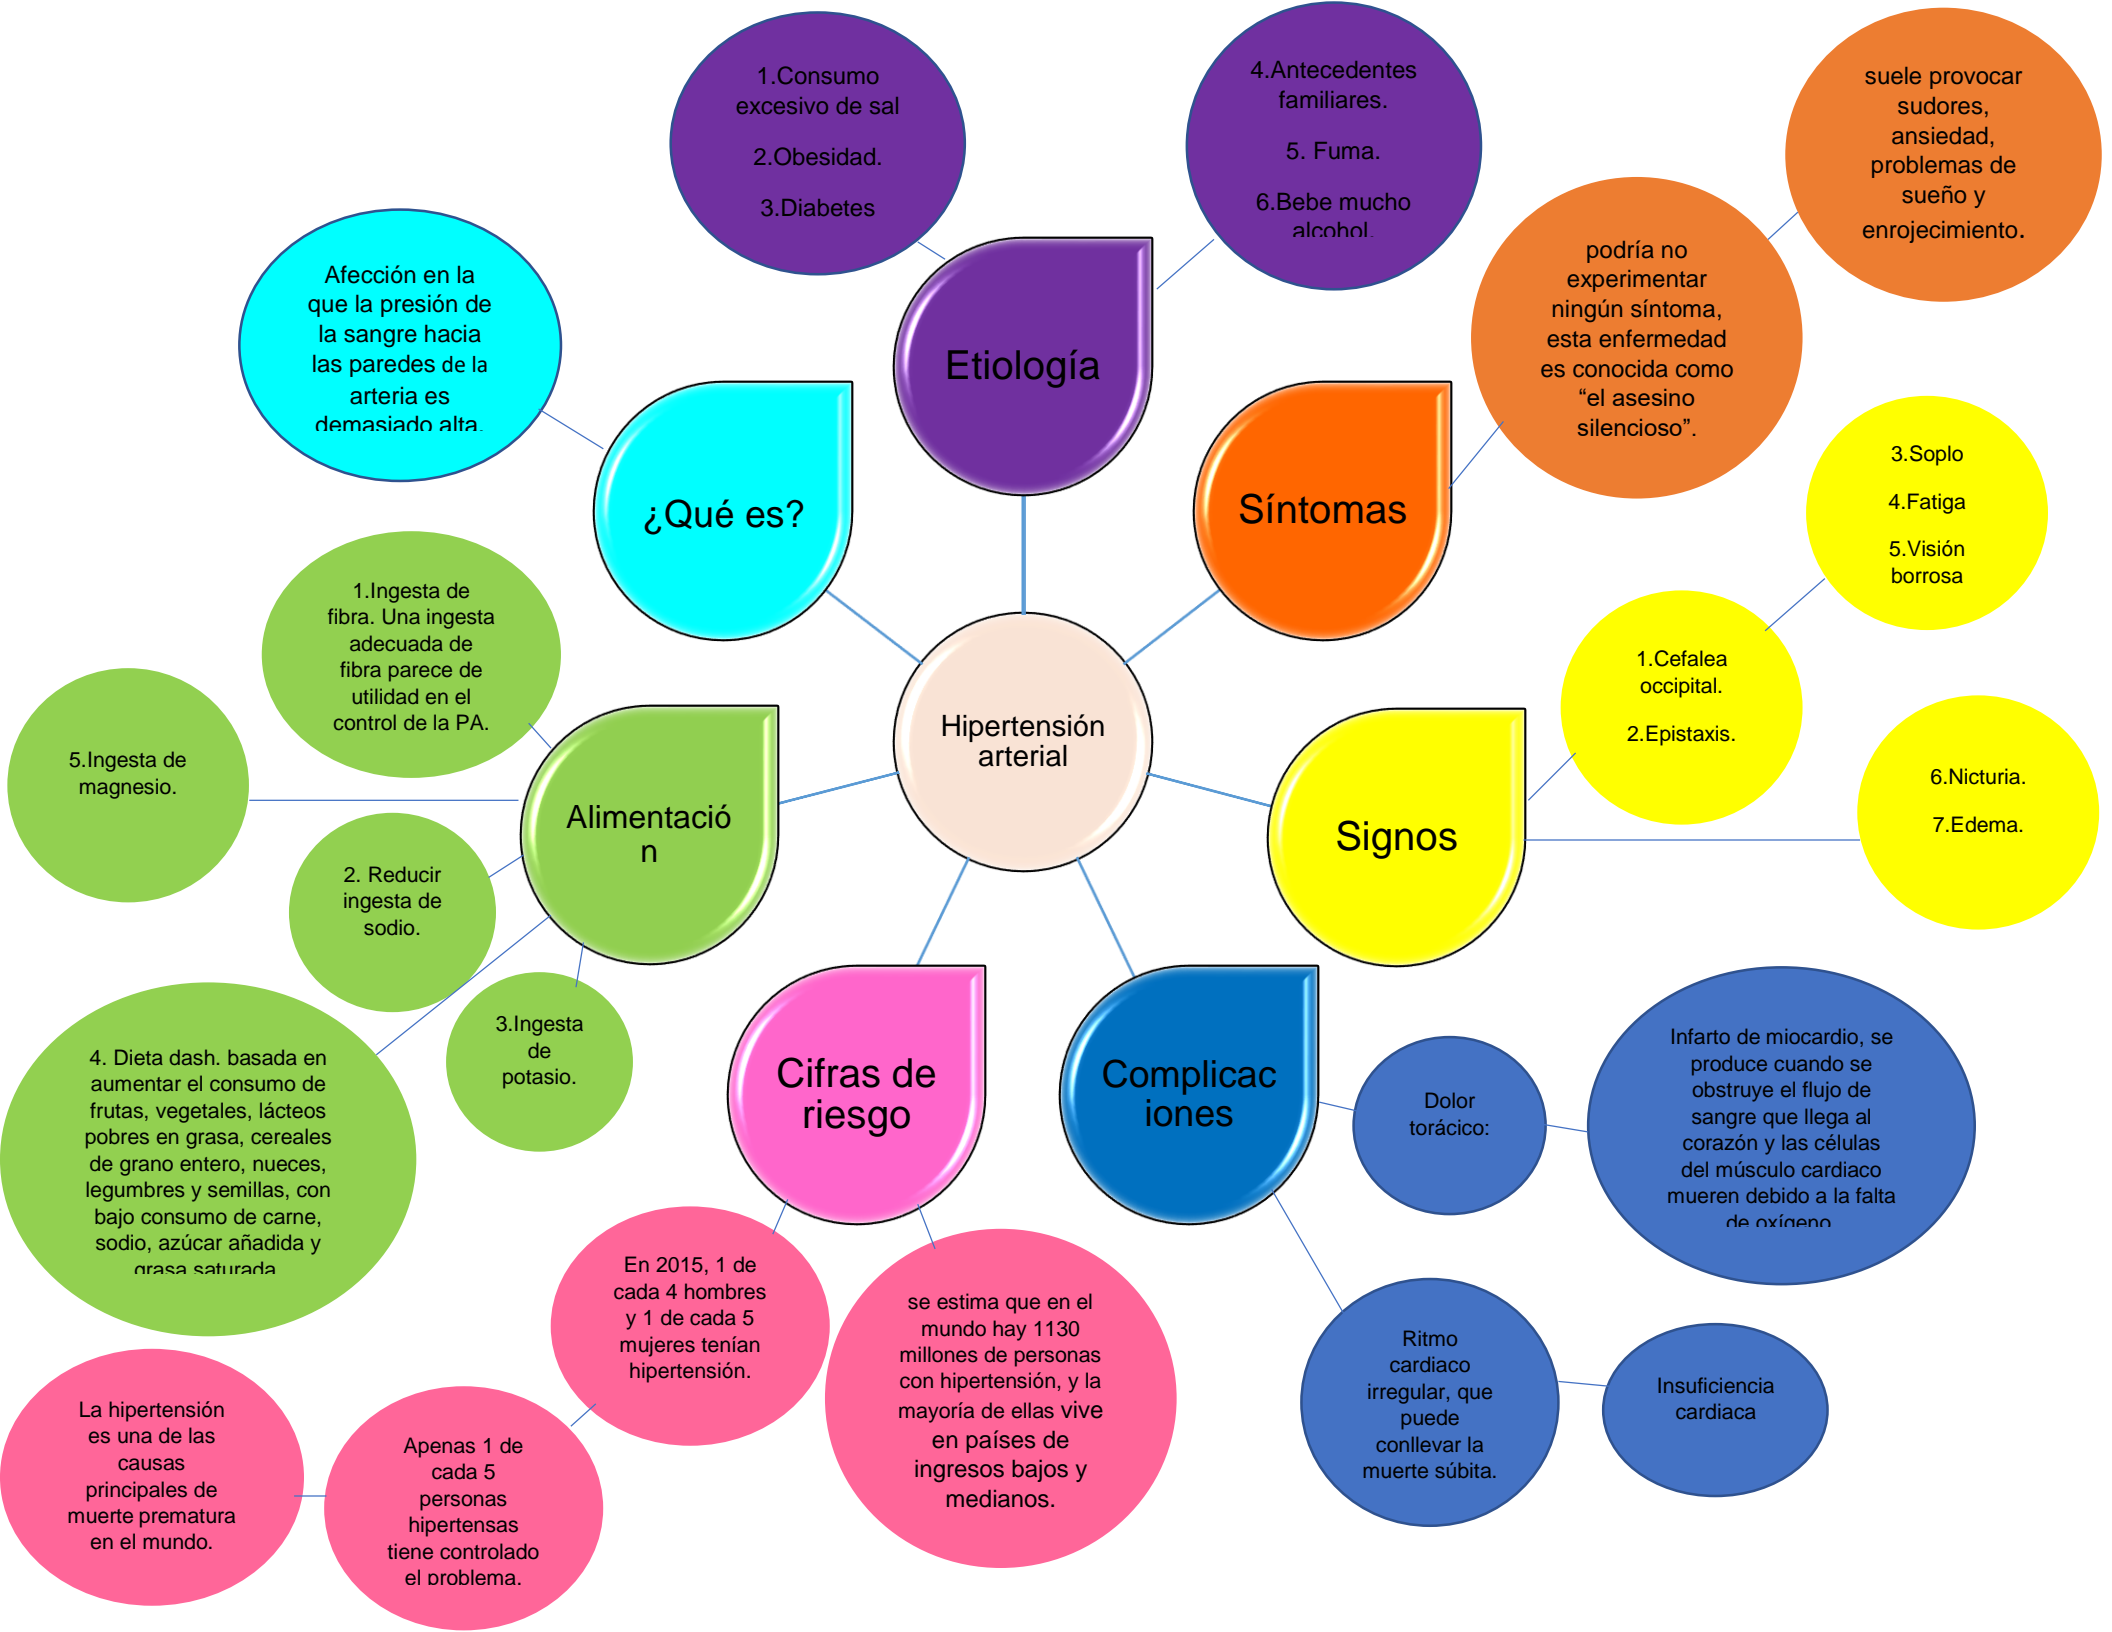 Hipertensión
arterial
Etiología
1.Consumo
excesivo de sal
2.Obesidad.
3.Diabetes
4.Antecedentes
familiares.
5. Fuma.
6.Bebe mucho
alcohol.
Síntomas
podría no
experimentar
ningún síntoma,
esta enfermedad
es conocida como
“el asesino
silencioso”.
suele provocar
sudores,
ansiedad,
problemas de
sueño y
enrojecimiento.
Signos
1.Cefalea
occipital.
2.Epistaxis.
3.Soplo
4.Fatiga
5.Visión
borrosa
6.Nicturia.
7.Edema.
Complicac
iones
Dolor
torácico:
Infarto de miocardio, se
produce cuando se
obstruye el flujo de
sangre que llega al
corazón y las células
del músculo cardiaco
mueren debido a la falta
de oxígeno
Ritmo
cardiaco
irregular, que
puede
conllevar la
muerte súbita.
Insuficiencia
cardiaca
Cifras de
riesgo
se estima que en el
mundo hay 1130
millones de personas
con hipertensión, y la
mayoría de ellas vive
en países de
ingresos bajos y
medianos.
En 2015, 1 de
cada 4 hombres
y 1 de cada 5
mujeres tenían
hipertensión.
Apenas 1 de
cada 5
personas
hipertensas
tiene controlado
el problema.
La hipertensión
es una de las
causas
principales de
muerte prematura
en el mundo.
Alimentació
n
1.Ingesta de
fibra. Una ingesta
adecuada de
fibra parece de
utilidad en el
control de la PA.
5.Ingesta de
magnesio.
2. Reducir
ingesta de
sodio.
3.Ingesta
de
potasio.
4. Dieta dash. basada en
aumentar el consumo de
frutas, vegetales, lácteos
pobres en grasa, cereales
de grano entero, nueces,
legumbres y semillas, con
bajo consumo de carne,
sodio, azúcar añadida y
grasa saturada
¿Qué es?
Afección en la
que la presión de
la sangre hacia
las paredes de la
arteria es
demasiado alta.